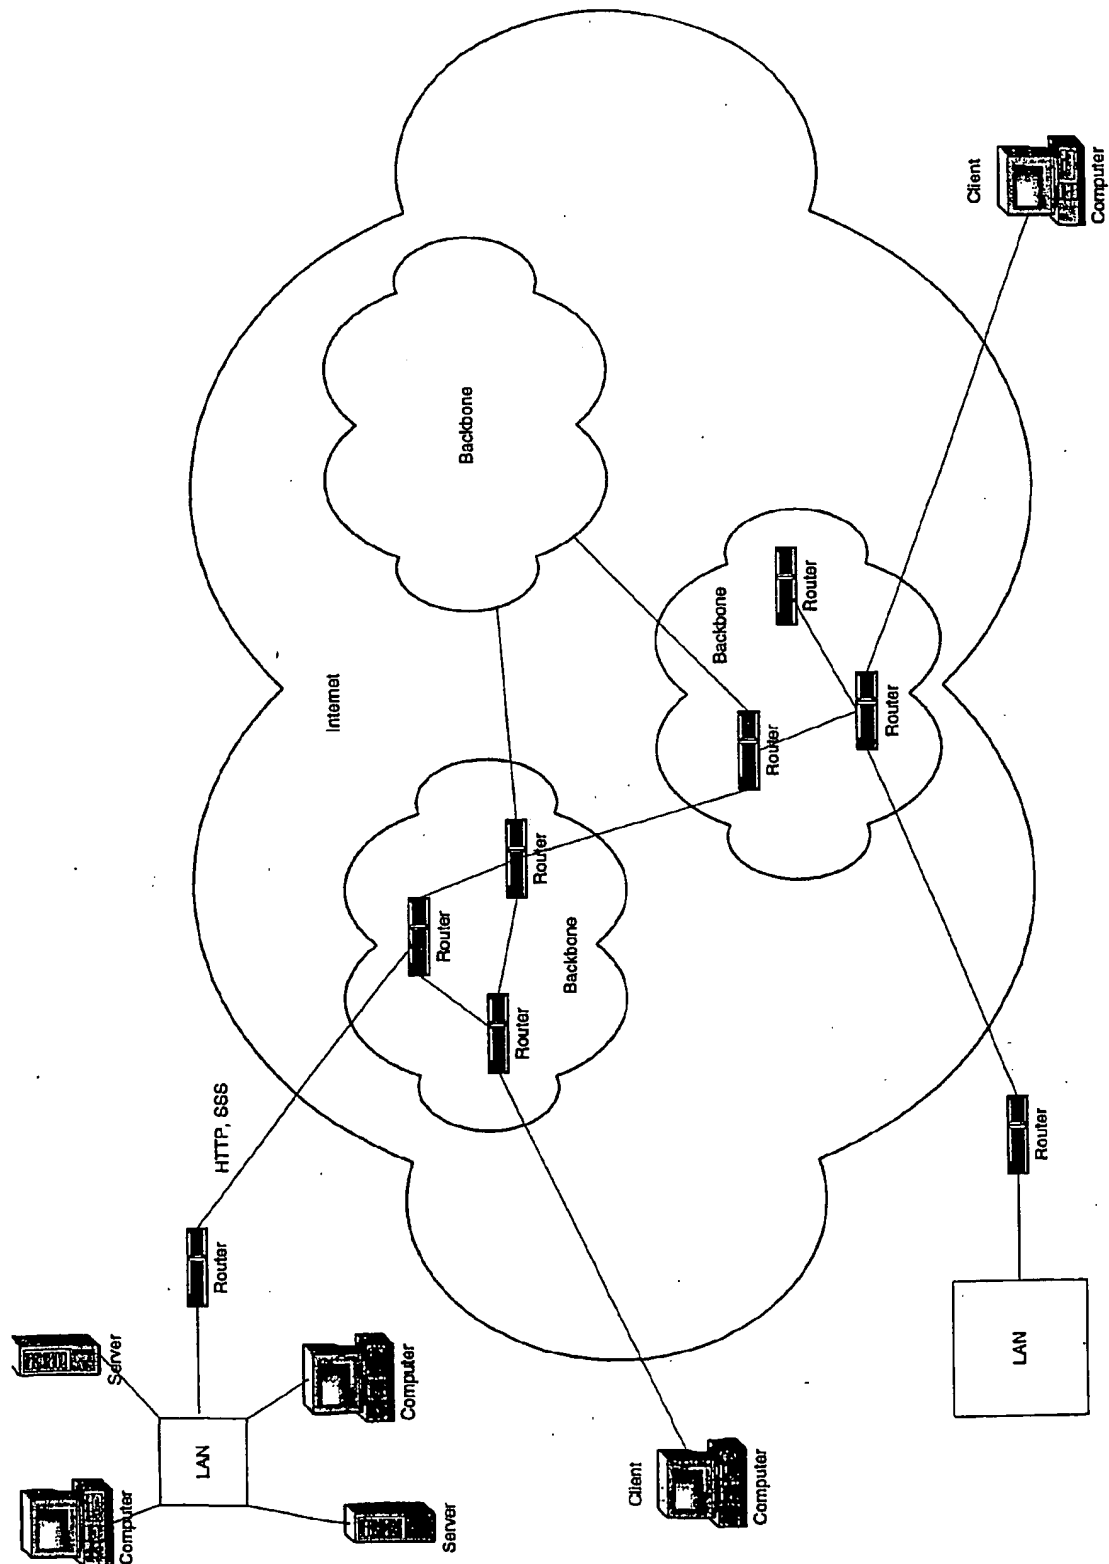 Computer
Server
LAN
Server
Computer
Router
HTTP, SSS
Internet
Client
Computer
Router
Router
Router
Backbone
Backbone
Router
Backbone
Router
Router
LAN
Router
Client
Computer